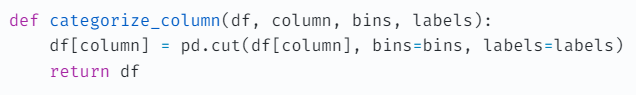 def categorize_column(df, column, bins, labels):
    df[column] = pd.cut(df[column], bins=bins, labels=labels)
    return df